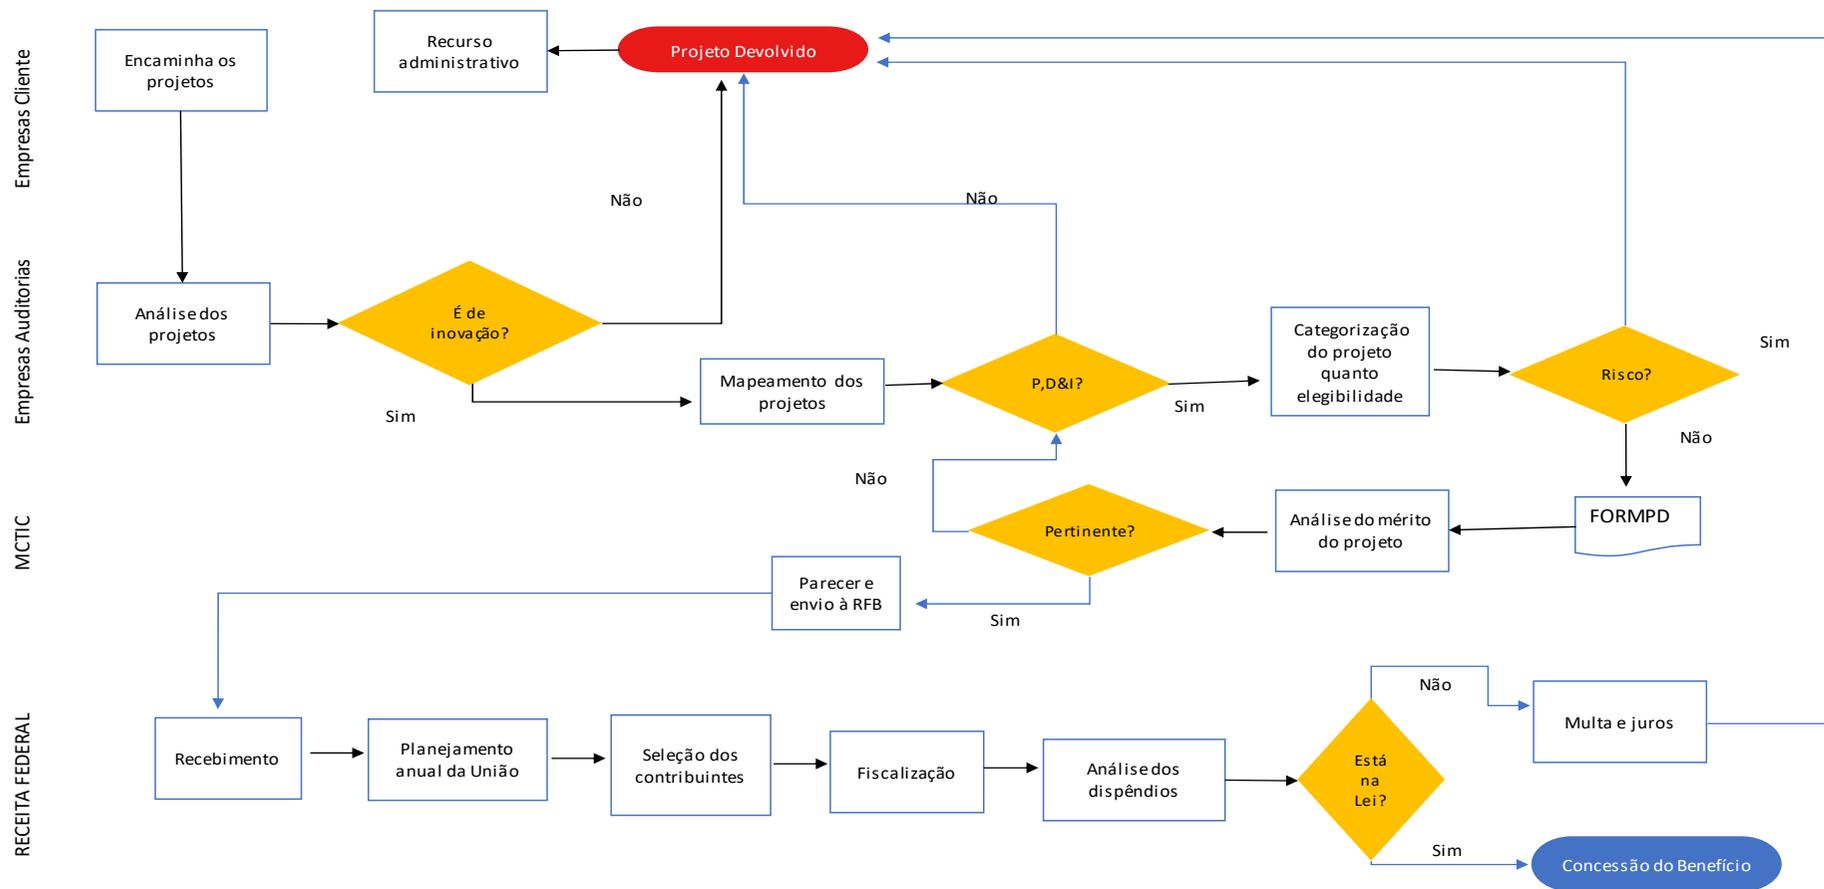 Empresas Cliente
Encaminha os
projetos
Recurso
administrativo
Projeto Devolvido
Não
Não
Empresas Auditorias
Análise dos
projetos
É de
inovação?
Sim
Mapeamento dos
projetos
P,D&I?
Sim
Categorização
do projeto
quanto
elegibilidade
Risco?
Sim
Não
MCTIC
Não
Pertinente?
Análise do mérito
do projeto
FORMPD
Parecer e
envio à RFB
Sim
RECEITA FEDERAL
Recebimento
Planejamento
anual da União
Seleção dos
contribuintes
Fiscalização
Análise dos
dispêndios
Está
na
Lei?
Não
Multa e juros
Sim
Concessão do Benefício